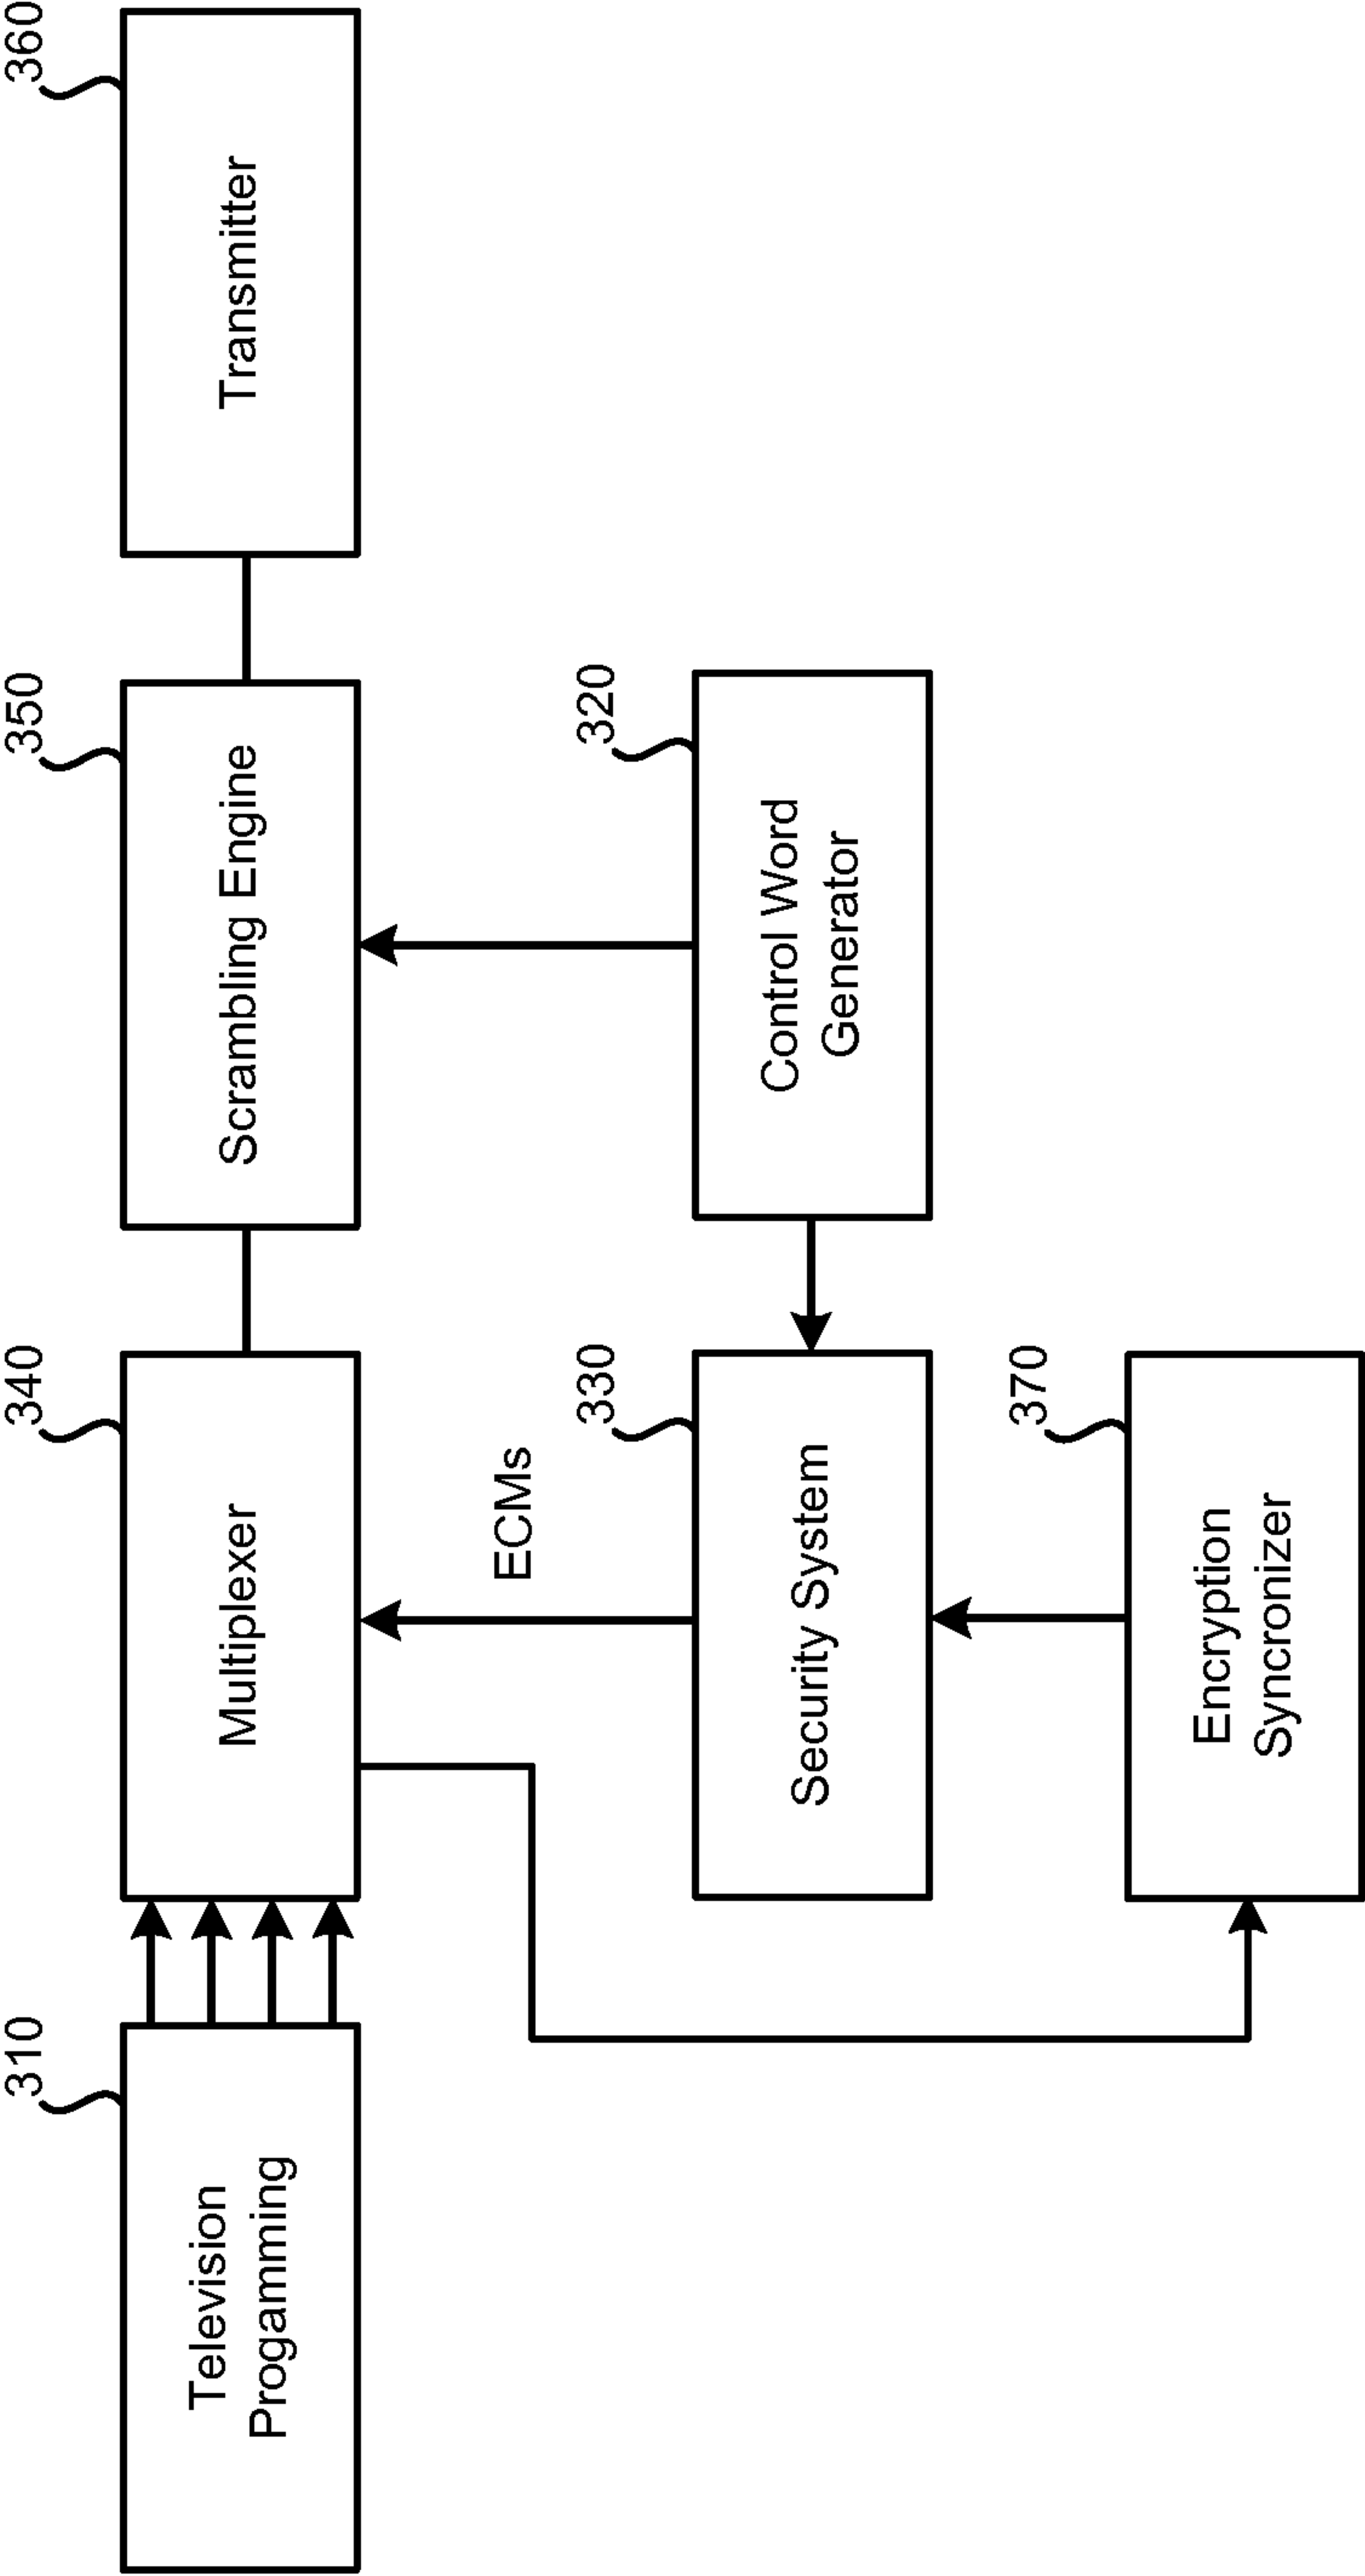 310
340
350
360
Television
Progamming
Multiplexer
Scrambling Engine
Transmitter
ECMs
330
320
Security System
Control Word
Generator
370
Encryption
Syncronizer